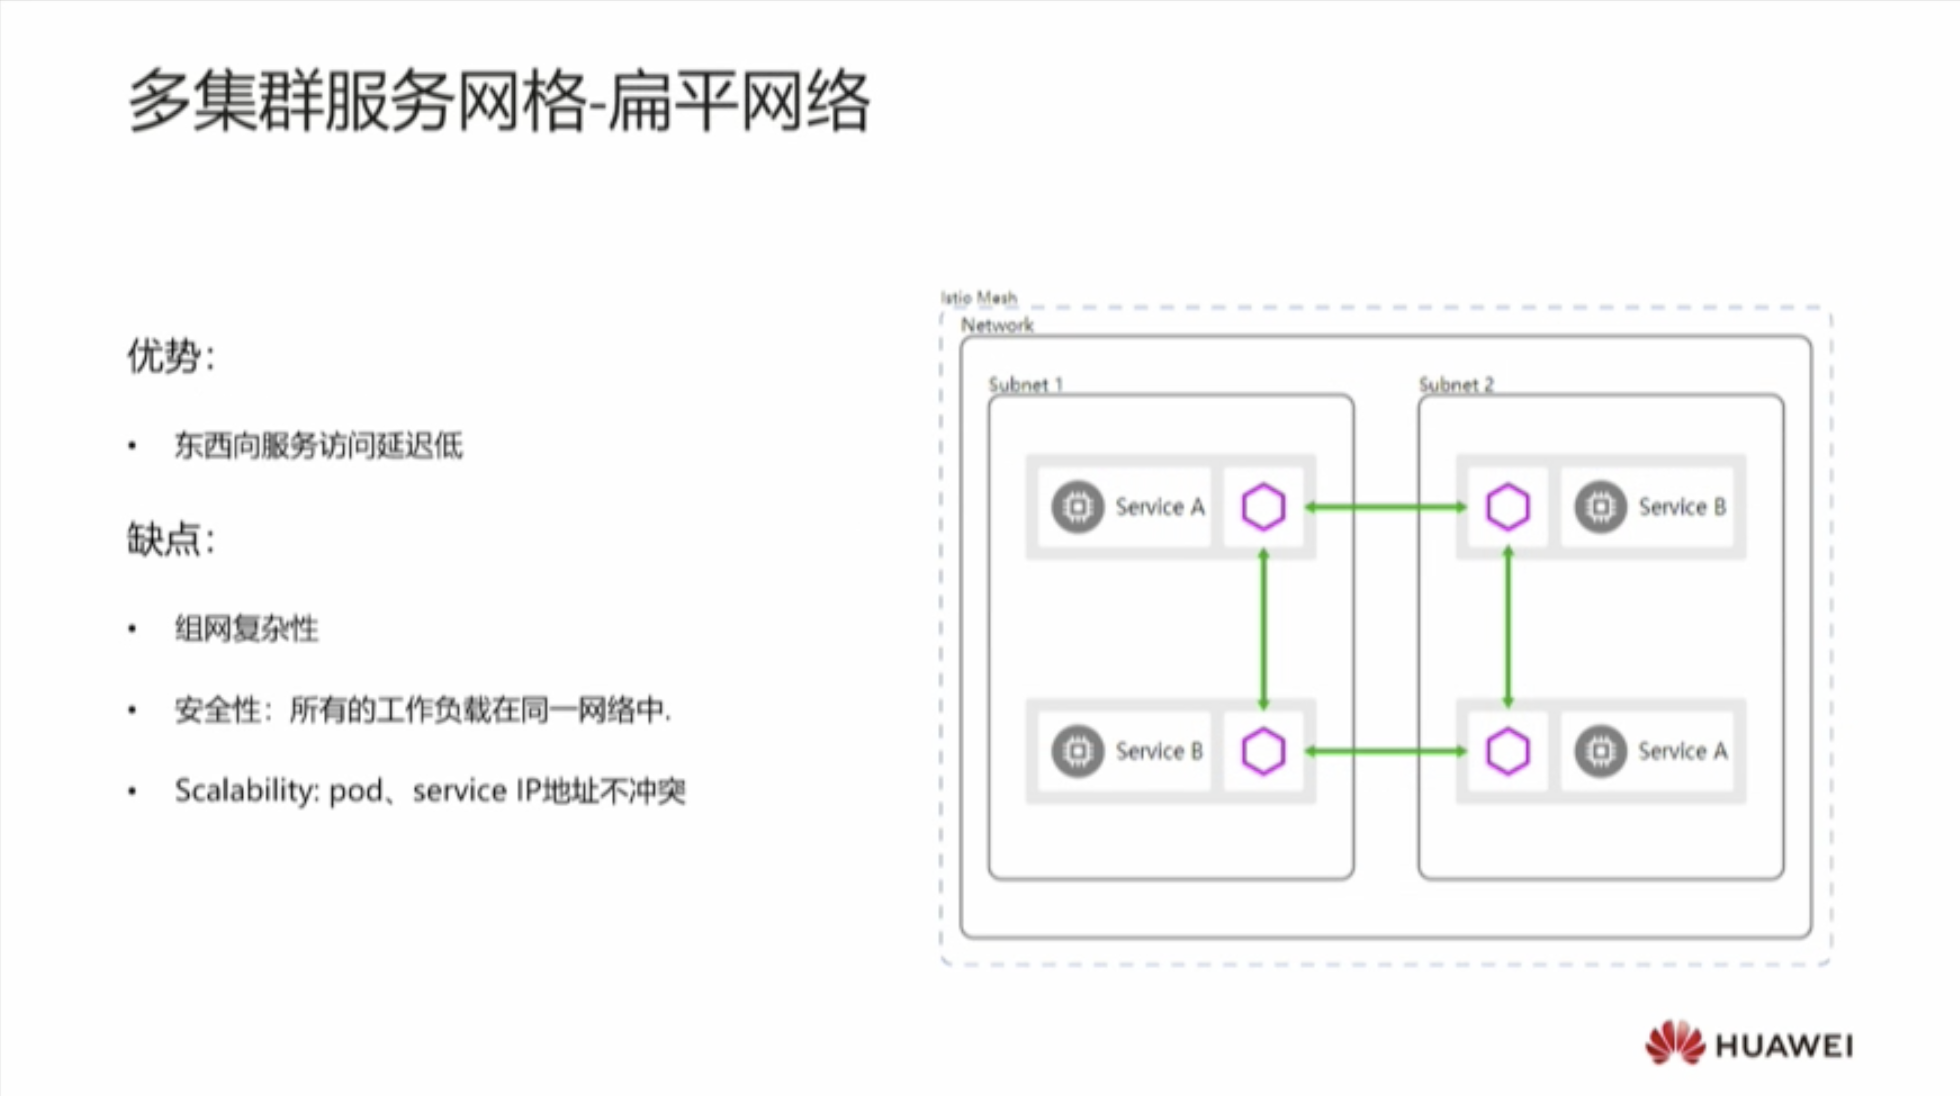 多集群服务网格-扁平网络
优势：
• 东西向服务访问延迟低
缺点：
• 组网复杂性
• 安全性：所有的工作负载在同一网络中.
• Scalability: pod、service IP地址不冲突
Istio Mesh
Network
Subnet 1
Subnet 2
Service A
Service B
Service B
Service A
HUAWEI